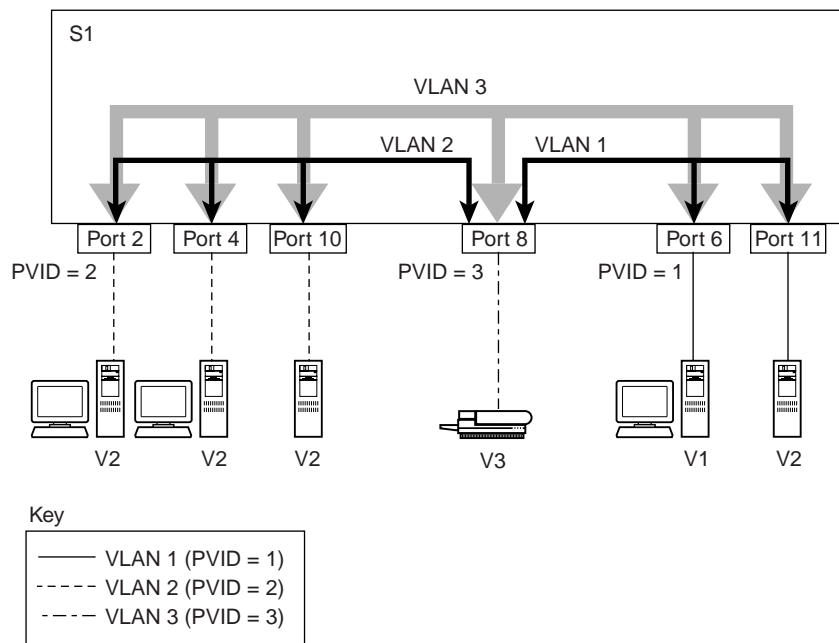 S1
VLAN 3
VLAN 2
VLAN 1
Port 2
Port 4
Port 10
Port 8
Port 6
Port 11
PVID = 2
PVID = 3
PVID = 1
V2
V2
V2
V3
V1
V2
Key
VLAN 1 (PVID = 1)
VLAN 2 (PVID = 2)
VLAN 3 (PVID = 3)